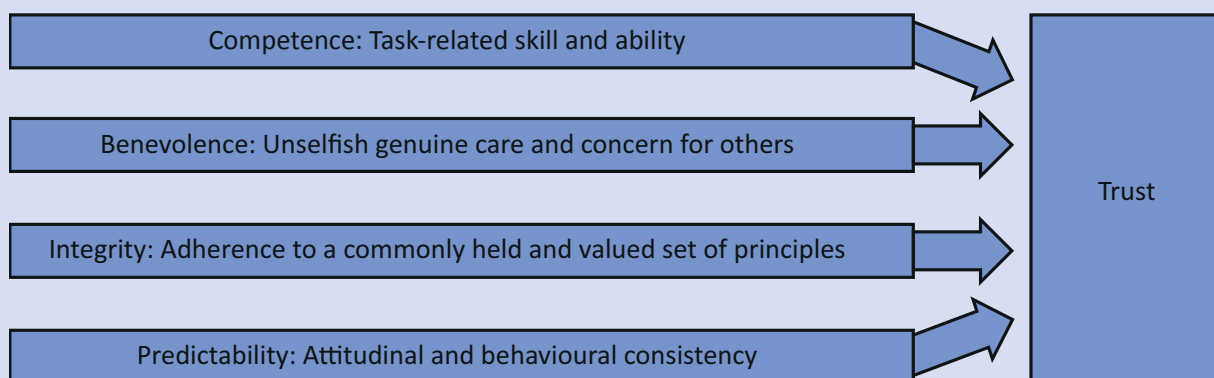 Competence: Task-related skill and ability
Benevolence: Unselfish genuine care and concern for others
Trust
Integrity: Adherence to a commonly held and valued set of principles
Predictability: Attitudinal and behavioural consistency